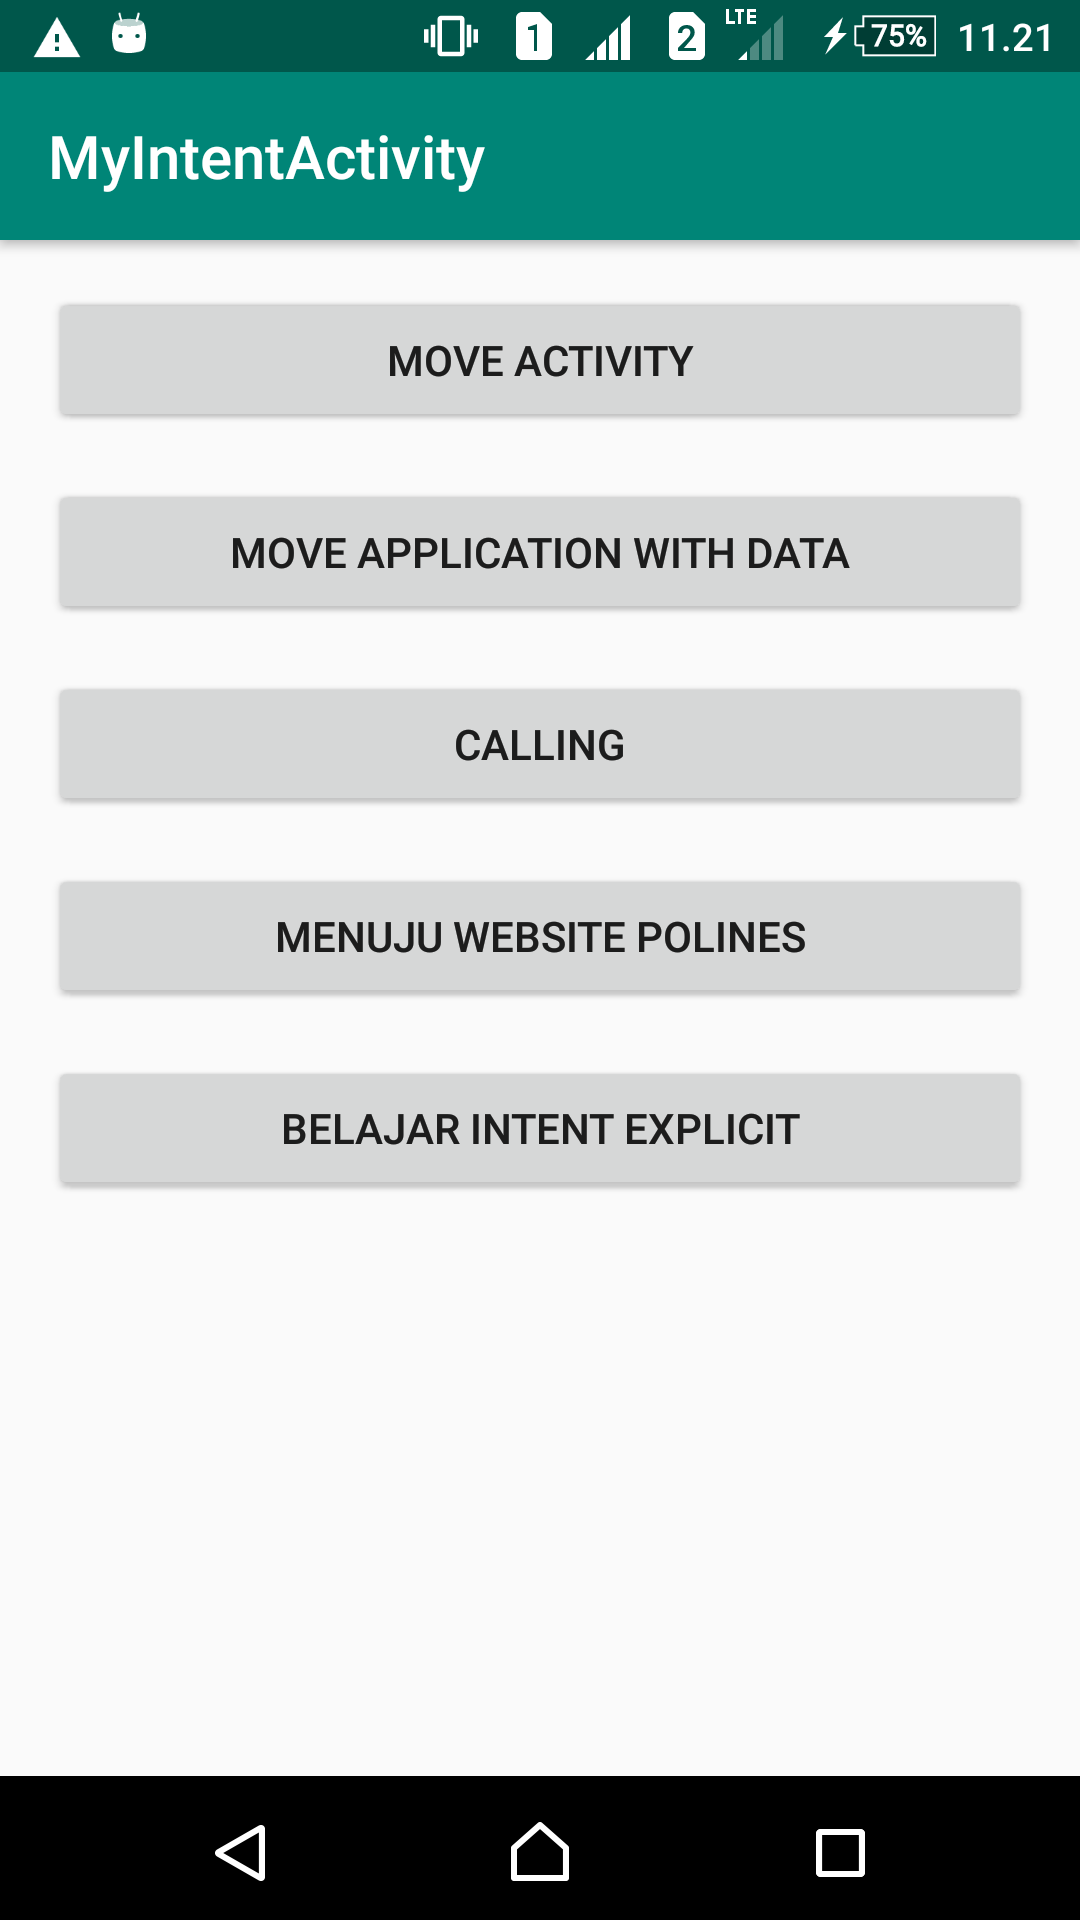 1 2 LTE 75% 11.21
MyIntentActivity
MOVE ACTIVITY
MOVE APPLICATION WITH DATA
CALLING
MENUJU WEBSITE POLINES
BELAJAR INTENT EXPLICIT